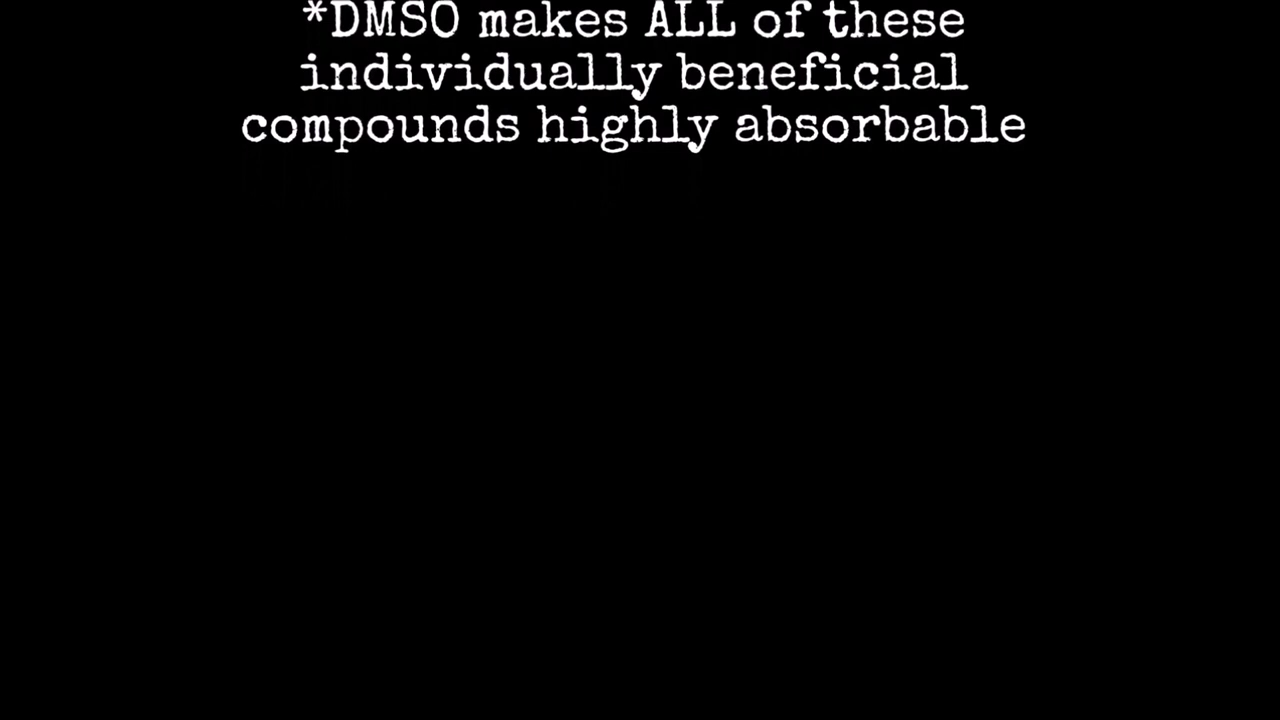 *DMSO makes ALL of these
individually beneficial
compounds highly absorbable